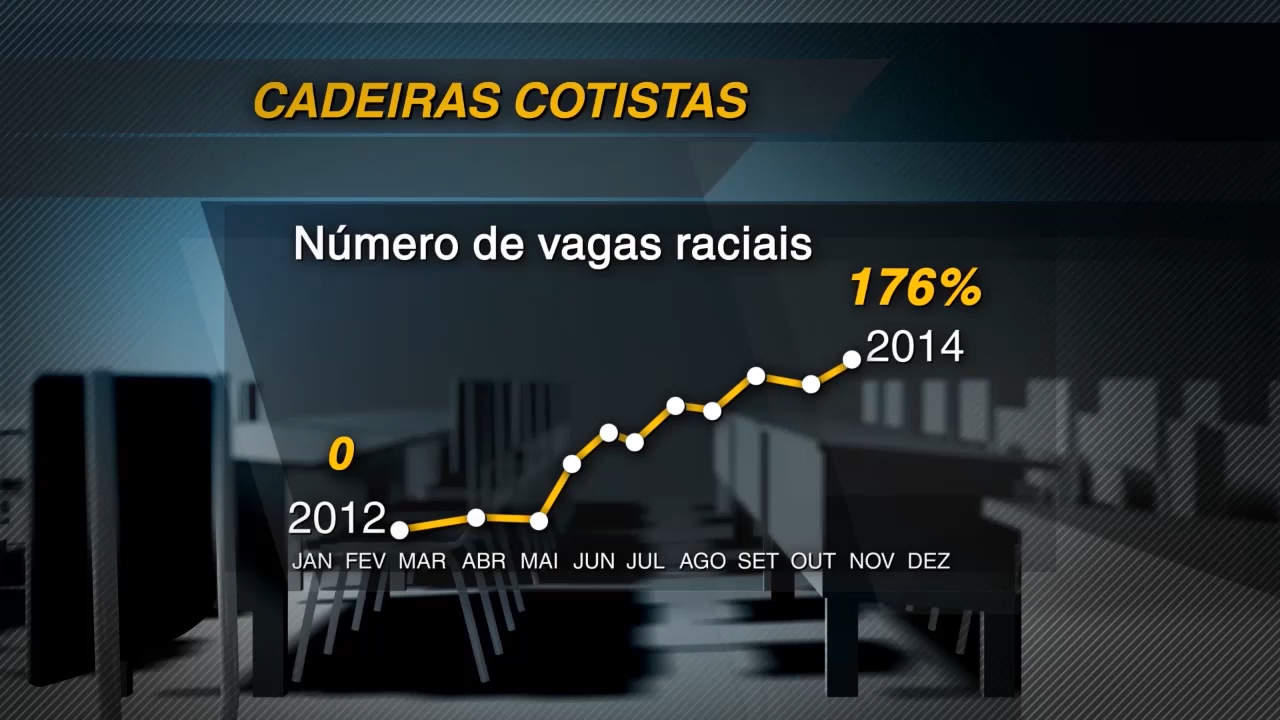 CADEIRAS COTISTAS
Número de vagas raciais
176%
2014
0
2012
JAN FEV MAR ABR MAI JUN JUL AGO SET OUT NOV DEZ